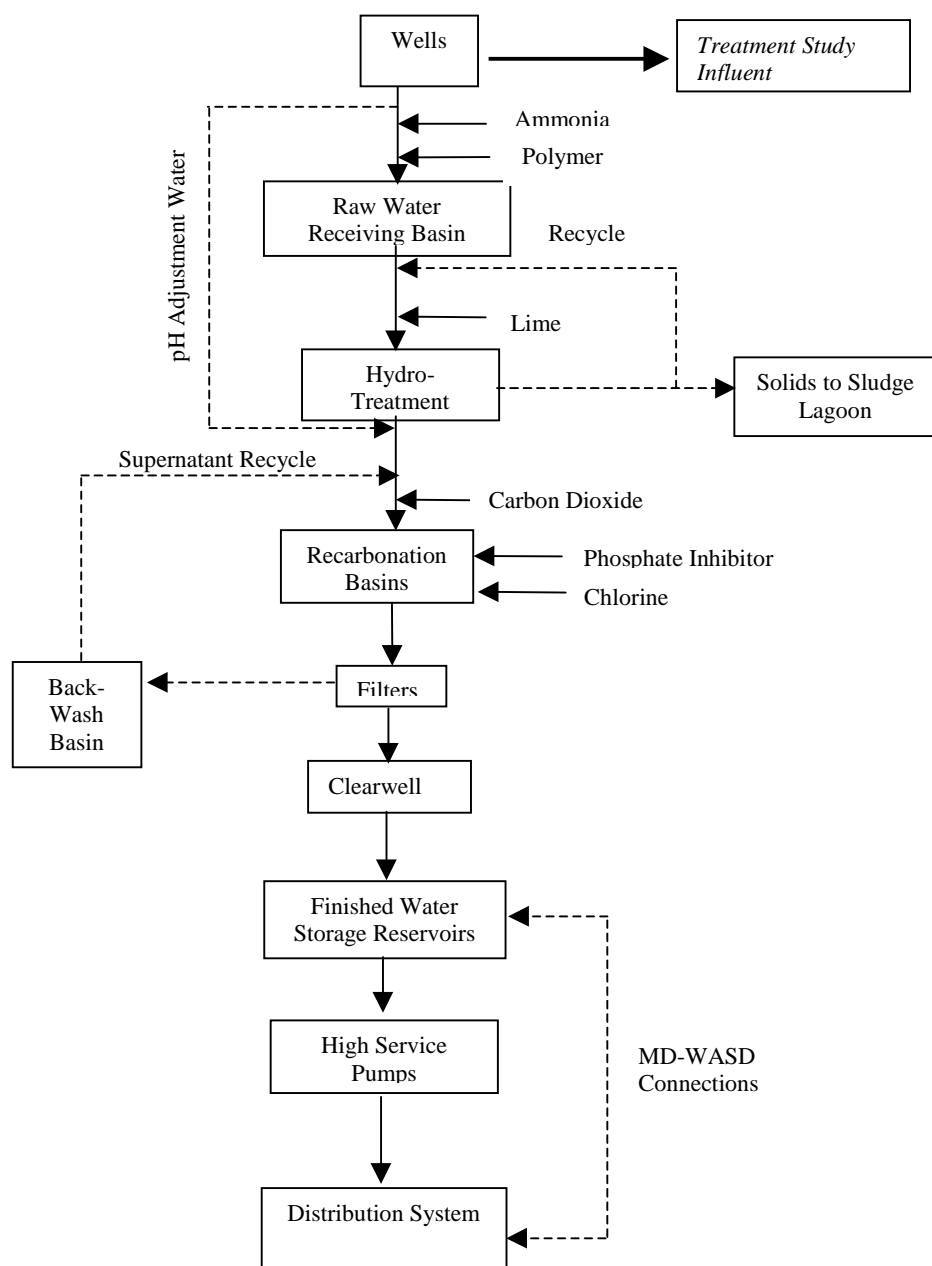 Wells
Treatment Study
Influent
Ammonia
Polymer
pH Adjustment Water
Raw Water
Receiving Basin
Recycle
Lime
Hydro-
Treatment
Solids to Sludge
Lagoon
Supernatant Recycle
Carbon Dioxide
Recarbonation
Basins
Phosphate Inhibitor
Chlorine
Back-
Wash
Basin
Filters
Clearwell
Finished Water
Storage Reservoirs
High Service
Pumps
MD-WASD
Connections
Distribution System